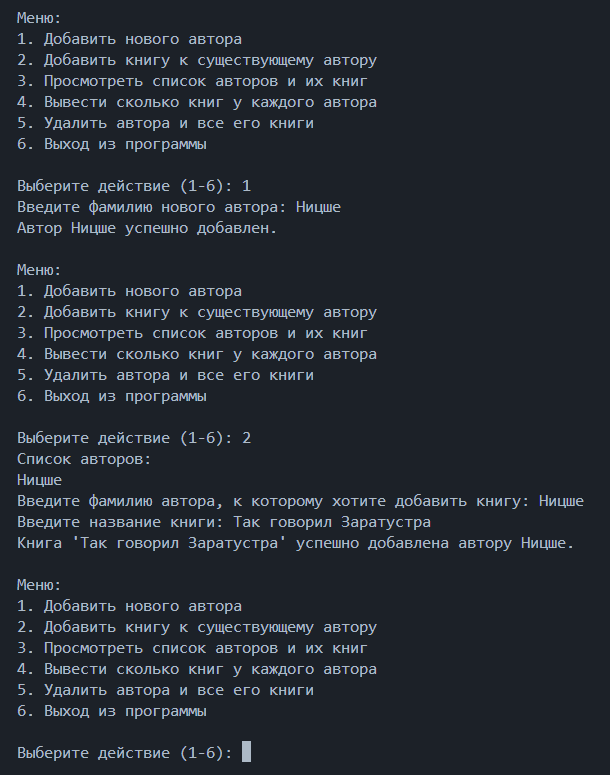 Меню:
1. Добавить нового автора
2. Добавить книгу к существующему автору
3. Просмотреть список авторов и их книг
4. Вывести сколько книг у каждого автора
5. Удалить автора и все его книги
6. Выход из программы
Выберите действие (1-6): 1
Введите фамилию нового автора: Ницше
Автор Ницше успешно добавлен.
Меню:
1. Добавить нового автора
2. Добавить книгу к существующему автору
3. Просмотреть список авторов и их книг
4. Вывести сколько книг у каждого автора
5. Удалить автора и все его книги
6. Выход из программы
Выберите действие (1-6): 2
Список авторов:
Ницше
Введите фамилию автора, к которому хотите добавить книгу: Ницше
Введите название книги: Так говорил Заратустра
Книга 'Так говорил Заратустра' успешно добавлена автору Ницше.
Меню:
1. Добавить нового автора
2. Добавить книгу к существующему автору
3. Просмотреть список авторов и их книг
4. Вывести сколько книг у каждого автора
5. Удалить автора и все его книги
6. Выход из программы
Выберите действие (1-6):